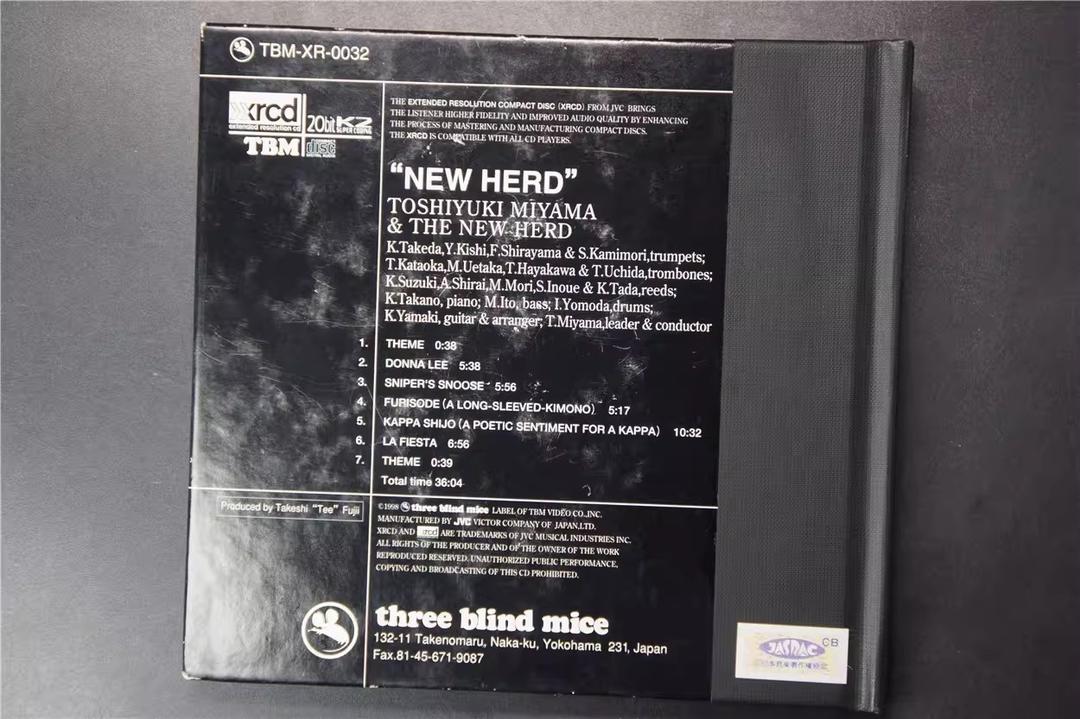 TBM-XR-0032
xrcd
extended resolution cd
20bit K2
SUPER CODING
TBM
COMPACT
disc
DIGITAL AUDIO
THE EXTENDED RESOLUTION COMPACT DISC (XRCD) FROM JVC BRINGS
THE LISTENER HIGHER FIDELITY AND IMPROVED AUDIO QUALITY BY ENHANCING
THE PROCESS OF MASTERING AND MANUFACTURING COMPACT DISCS.
THE XRCD IS COMPATIBLE WITH ALL CD PLAYERS.
“NEW HERD”
TOSHIYUKI MIYAMA
& THE NEW HERD
K.Takeda,Y.Kishi,F.Shirayama & S.Kamimori,trumpets;
T.Kataoka,M.Uetaka,T.Hayakawa & T.Uchida,trombones;
K.Suzuki,A.Shirai,M.Mori,S.Inoue & K.Tada,reeds;
K.Takano, piano; M.Ito, bass; I.Yomoda,drums;
K.Yamaki, guitar & arranger; T.Miyama,leader & conductor
1. THEME 0:38
2. DONNA LEE 5:38
3. SNIPER'S SNOOSE 5:56
4. FURISODE (A LONG-SLEEVED-KIMONO) 5:17
5. KAPPA SHIJO (A POETIC SENTIMENT FOR A KAPPA) 10:32
6. LA FIESTA 6:56
7. THEME 0:39
Total time 36:04
Produced by Takeshi “Tee” Fujii
©1998 three blind mice LABEL OF TBM VIDEO CO.,INC.
MANUFACTURED BY JVC VICTOR COMPANY OF JAPAN,LTD.
XRCD AND xrcd ARE TRADEMARKS OF JVC MUSICAL INDUSTRIES INC.
ALL RIGHTS OF THE PRODUCER AND OF THE OWNER OF THE WORK
REPRODUCED RESERVED. UNAUTHORIZED PUBLIC PERFORMANCE,
COPYING AND BROADCASTING OF THIS CD PROHIBITED.
three blind mice
132-11 Takenomaru, Naka-ku, Yokohama 231, Japan
Fax.81-45-671-9087
JASRAC
CB